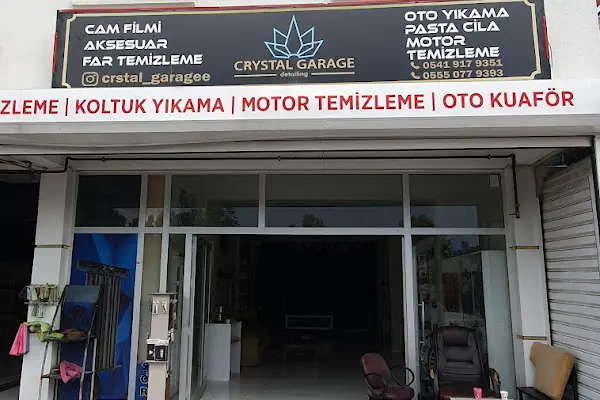 CAM FİLMİ
AKSESUAR
FAR TEMİZLEME
crstal_garagee
CRYSTAL GARAGE
detailing
OTO YIKAMA
PASTA CİLA
MOTOR
TEMİZLEME
0541 917 9351
0555 077 9393
ZLEME | KOLTUK YIKAMA | MOTOR TEMİZLEME | OTO KUAFÖR